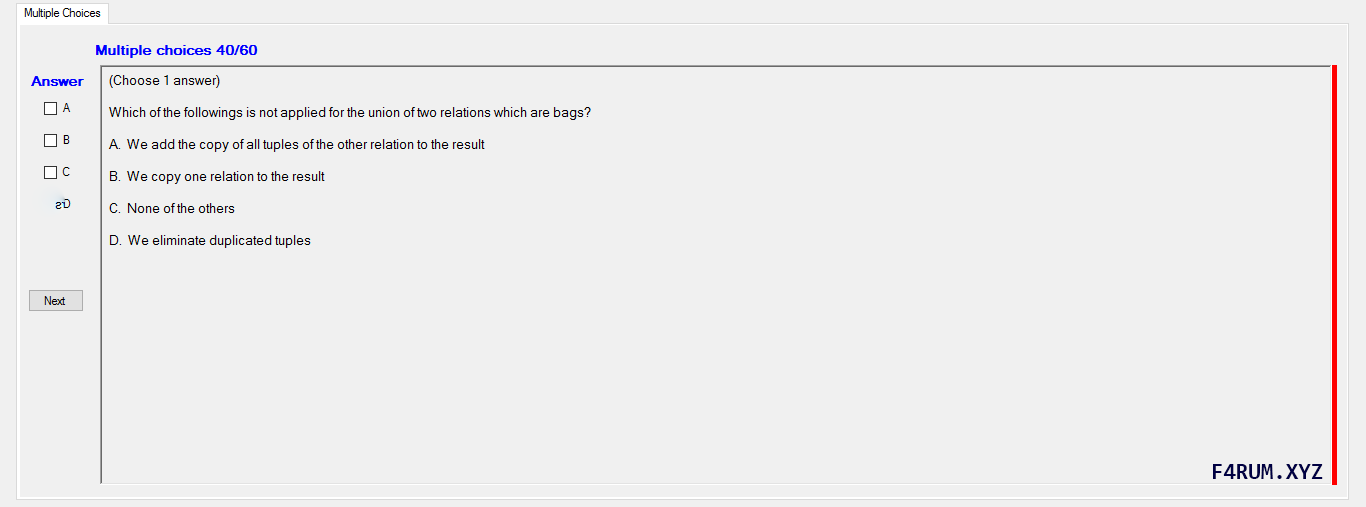 Multiple Choices
Multiple choices 40/60
Answer
(Choose 1 answer)
A
Which of the followings is not applied for the union of two relations which are bags?
B
A. We add the copy of all tuples of the other relation to the result
C
B. We copy one relation to the result
D
C. None of the others
D. We eliminate duplicated tuples
Next
F4RUM.XYZ